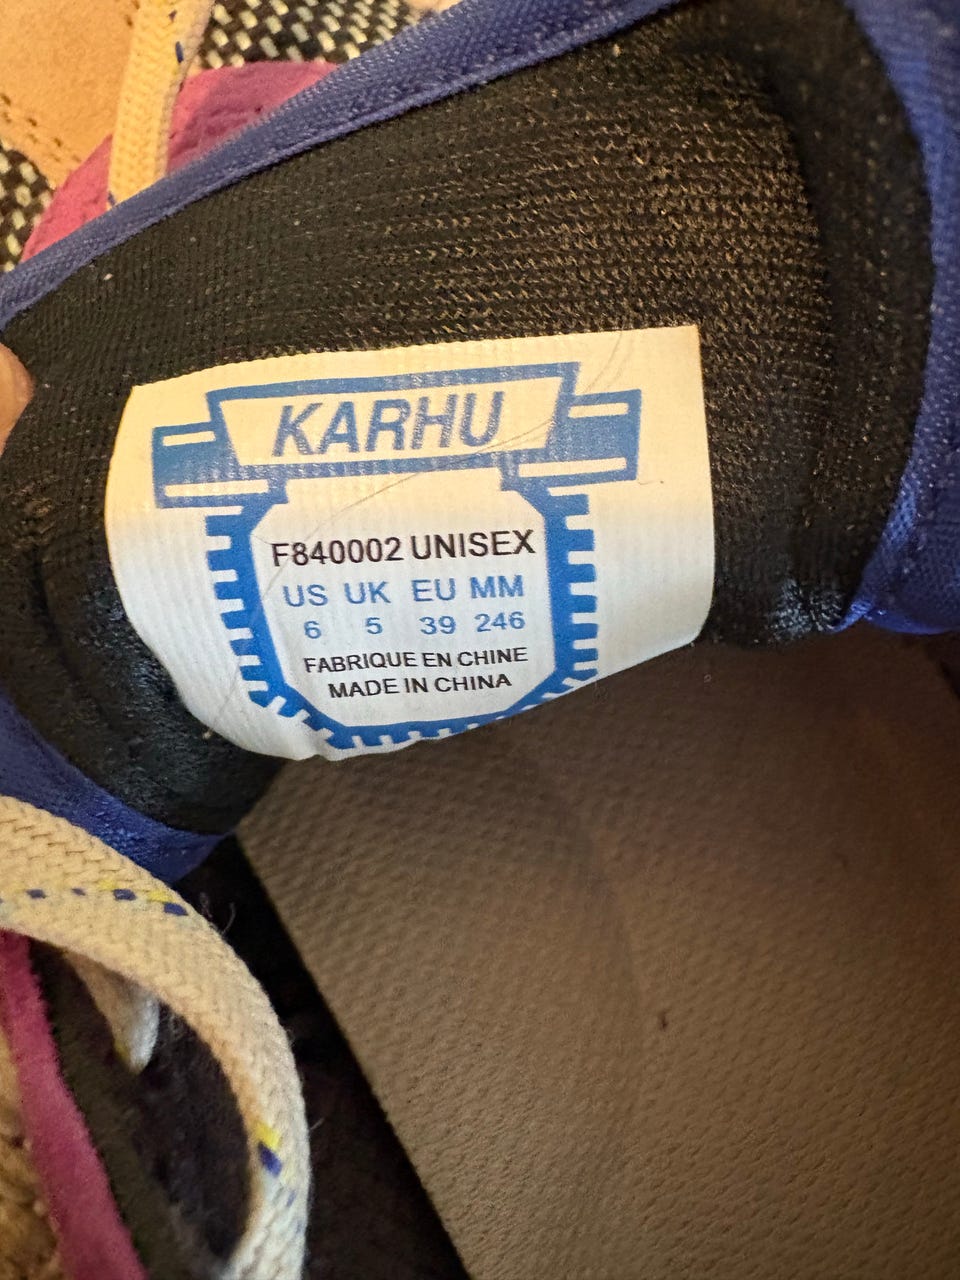 KARHU
F840002 UNISEX
US UK EU MM
6 5 39 246
FABRIQUE EN CHINE
MADE IN CHINA